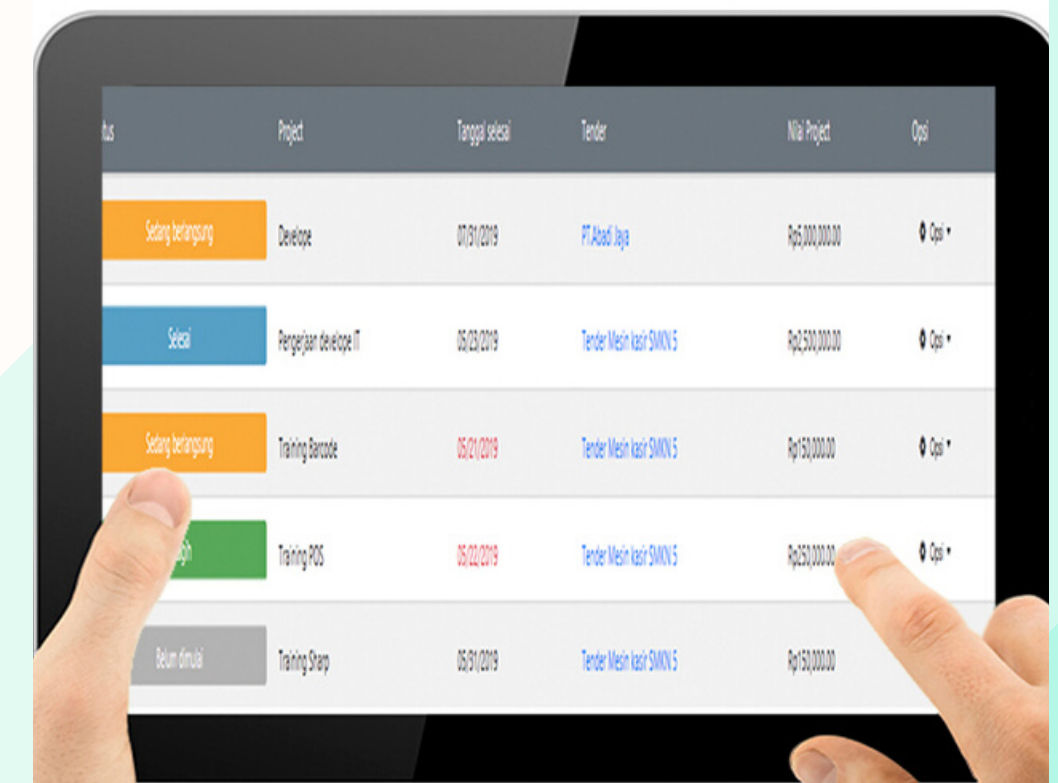 Project Tanggal selesai Tender Nilai Project Opsi
Sedang berlangsung Develope 07/31/2019 PT.Abadi Jaya Rp5,000,000.00 Opsi
Selesai Pengerjaan develope IT 05/23/2019 Tender Mesin kasir SMKN 5 Rp2,500,000.00 Opsi
Sedang berlangsung Training Barcode 05/21/2019 Tender Mesin kasir SMKN 5 Rp150,000.00 Opsi
Training POS 05/22/2019 Tender Mesin kasir SMKN 5 Rp250,000.00 Opsi
Belum dimulai Training Sharp 05/31/2019 Tender Mesin kasir SMKN 5 Rp150,000.00